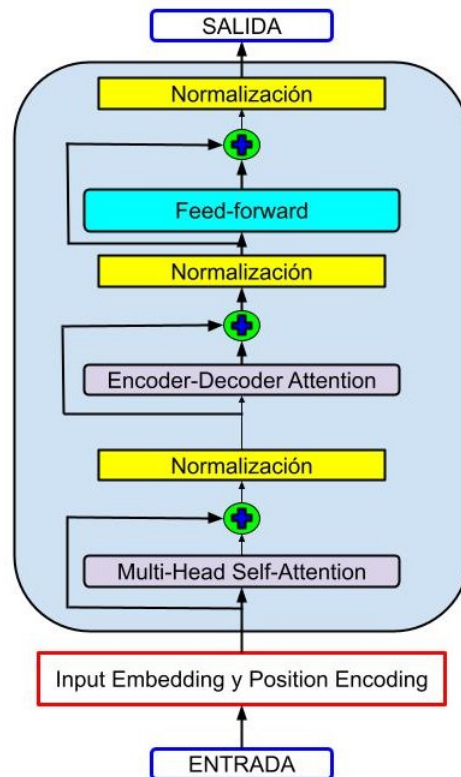 SALIDA
Normalización
Feed-forward
Normalización
Encoder-Decoder Attention
Normalización
Multi-Head Self-Attention
Input Embedding y Position Encoding
ENTRADA